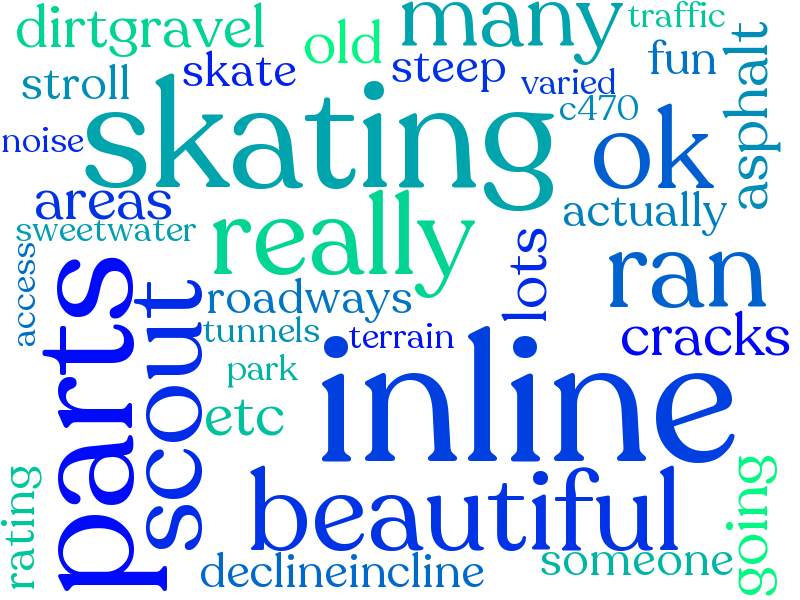 dirtgravel
old
many
traffic
stroll
skate
steep
varied
fun
asphalt
noise
skating
c470
ok
areas
sweetwater
really
actually
access
parts
scout
roadways
lots
ran
tunnels
terrain
cracks
park
inline
etc
rating
beautiful
going
declineincline
someone